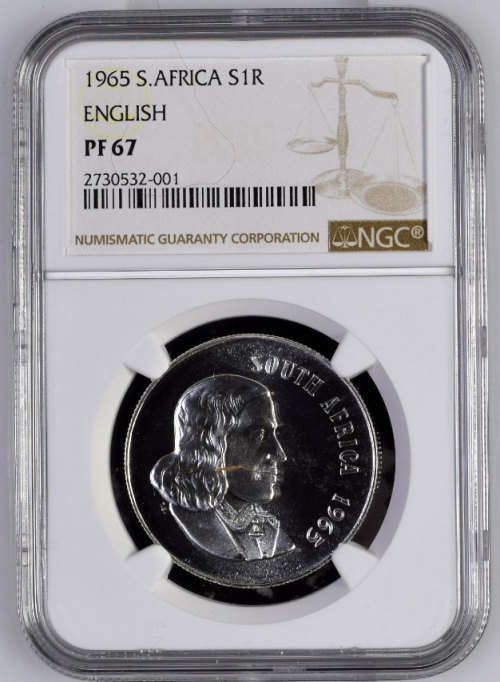 1965 S.AFRICA S1R
ENGLISH
PF 67
2730532-001
NUMISMATIC GUARANTY CORPORATION
NGC®
SOUTH AFRICA 1965